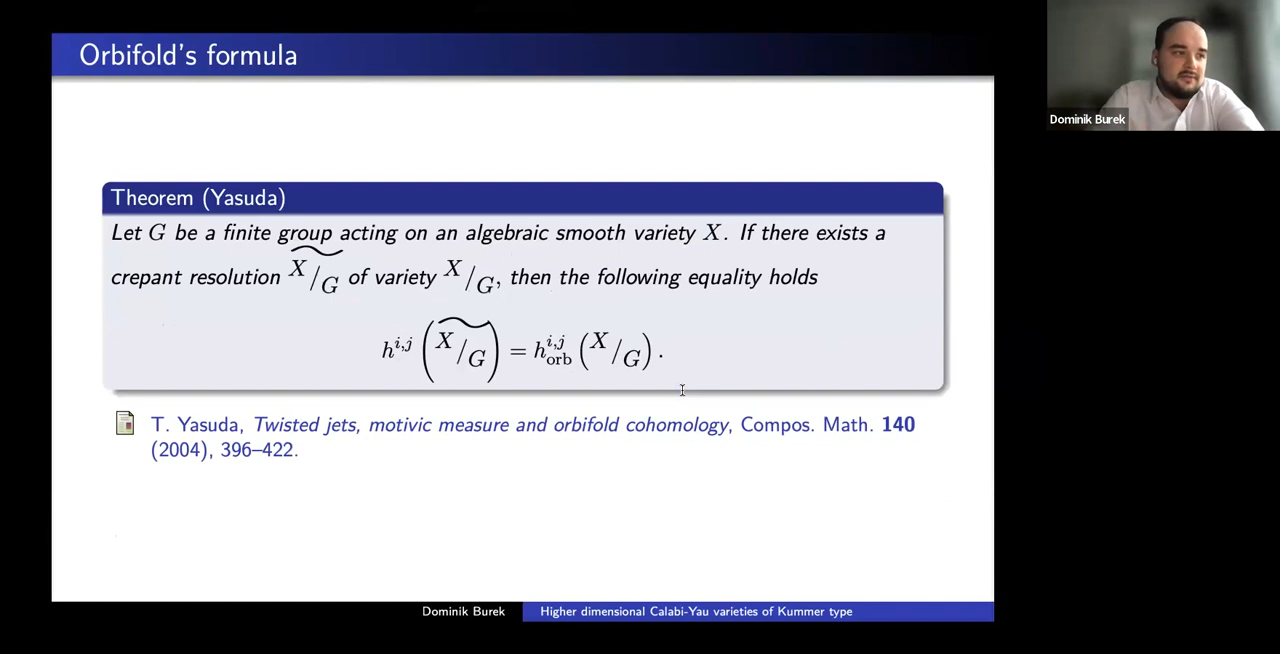 Orbifold's formula
Dominik Burek
Theorem (Yasuda)
Let G be a finite group acting on an algebraic smooth variety X. If there exists a
crepant resolution \widetilde{X/G} of variety X/G, then the following equality holds
h^{i,j}(\widetilde{X/G}) = h^{i,j}_{orb}(X/G).
T. Yasuda, Twisted jets, motivic measure and orbifold cohomology, Compos. Math. 140
(2004), 396–422.
Dominik Burek Higher dimensional Calabi-Yau varieties of Kummer type